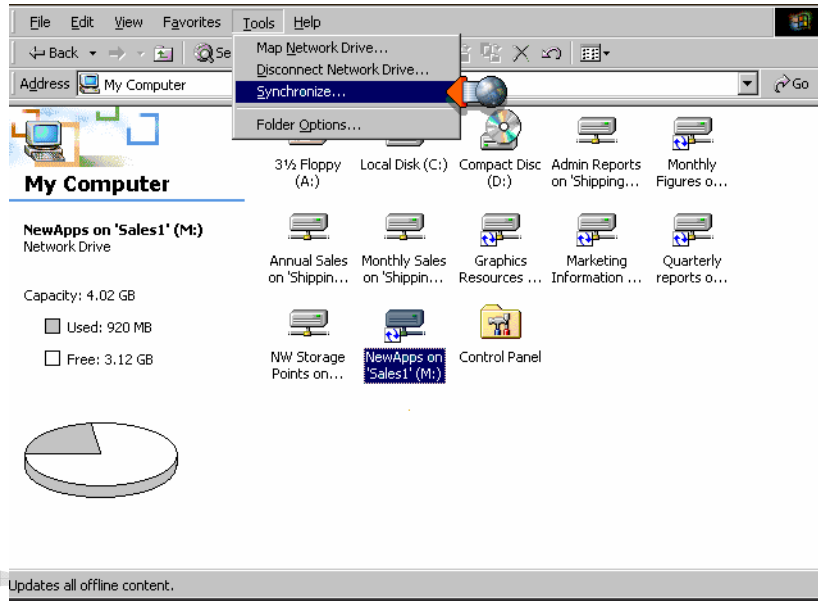 File Edit View Favorites Tools Help
Back Se
Map Network Drive...
Disconnect Network Drive...
Synchronize...
Folder Options...
Address My Computer Go
My Computer
NewApps on 'Sales1' (M:)
Network Drive
Capacity: 4.02 GB
Used: 920 MB
Free: 3.12 GB
3½ Floppy
(A:)
Local Disk (C:)
Compact Disc
(D:)
Admin Reports
on 'Shipping...
Monthly
Figures o...
Annual Sales
on 'Shippin...
Monthly Sales
on 'Shippin...
Graphics
Resources ...
Marketing
Information ...
Quarterly
reports o...
NW Storage
Points on...
NewApps on
'Sales1' (M:)
Control Panel
Updates all offline content.